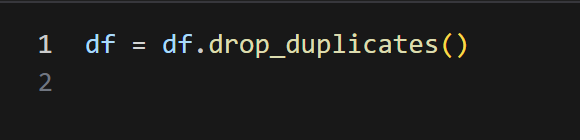 1 df = df.drop_duplicates()
2